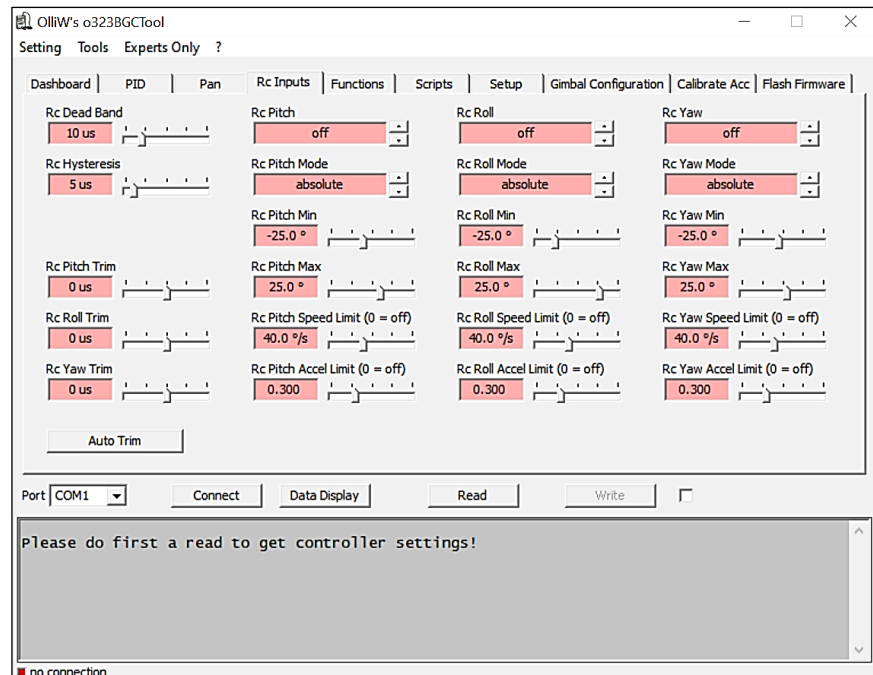 OlliW's o323BGCTool
Setting Tools Experts Only ?
Dashboard PID Pan Rc Inputs Functions Scripts Setup Gimbal Configuration Calibrate Acc Flash Firmware
Rc Dead Band Rc Pitch Rc Roll Rc Yaw
10 us off off off
Rc Hysteresis Rc Pitch Mode Rc Roll Mode Rc Yaw Mode
5 us absolute absolute absolute
Rc Pitch Min Rc Roll Min Rc Yaw Min
-25.0 ° -25.0 ° -25.0 °
Rc Pitch Trim Rc Pitch Max Rc Roll Max Rc Yaw Max
0 us 25.0 ° 25.0 ° 25.0 °
Rc Roll Trim Rc Pitch Speed Limit (0 = off) Rc Roll Speed Limit (0 = off) Rc Yaw Speed Limit (0 = off)
0 us 40.0 °/s 40.0 °/s 40.0 °/s
Rc Yaw Trim Rc Pitch Accel Limit (0 = off) Rc Roll Accel Limit (0 = off) Rc Yaw Accel Limit (0 = off)
0 us 0.300 0.300 0.300
Auto Trim
Port COM1 Connect Data Display Read Write
Please do first a read to get controller settings!
no connection